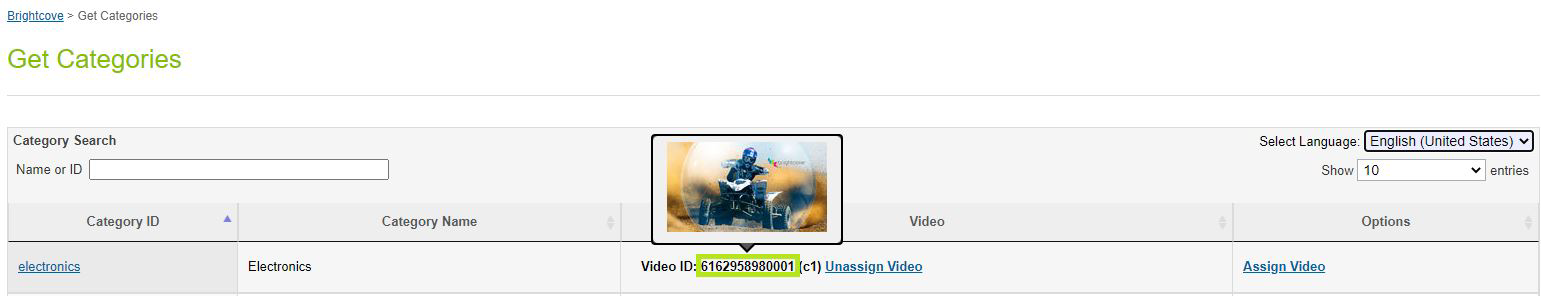 Brightcove > Get Categories
Get Categories
Category Search
Select Language: English (United States)
Name or ID
Show 10 entries
brightcove
Category ID Category Name Video Options
electronics Electronics Video ID: 6162958980001 (c1) Unassign Video Assign Video